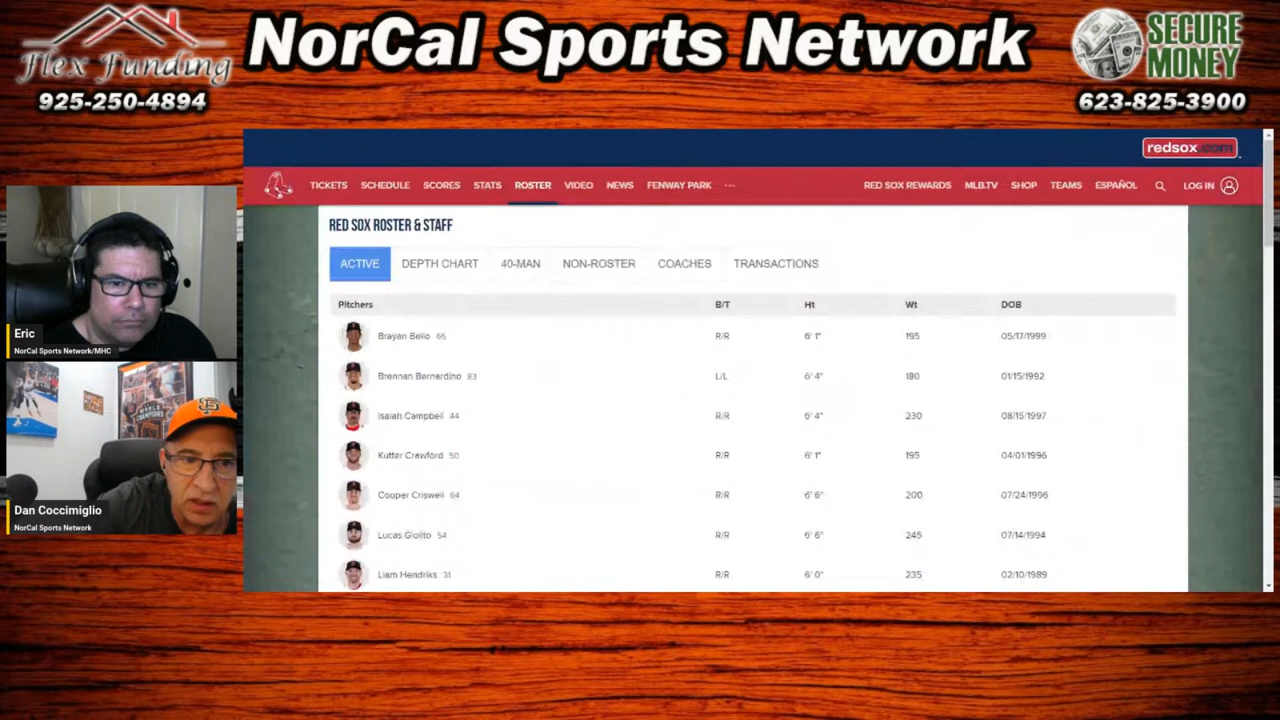 Flex Funding
925-250-4894
NorCal Sports Network
SECURE
MONEY
623-825-3900
redsox.com
TICKETS SCHEDULE SCORES STATS ROSTER VIDEO NEWS FENWAY PARK ... RED SOX REWARDS MLB.TV SHOP TEAMS ESPAÑOL LOG IN
RED SOX ROSTER & STAFF
ACTIVE DEPTH CHART 40-MAN NON-ROSTER COACHES TRANSACTIONS
Pitchers B/T Ht Wt DOB
Brayan Bello 66 R/R 6' 1" 195 05/17/1999
Brennan Bernardino 83 L/L 6' 4" 180 01/15/1992
Isaiah Campbell 44 R/R 6' 4" 230 08/15/1997
Kutter Crawford 50 R/R 6' 1" 195 04/01/1996
Cooper Criswell 64 R/R 6' 6" 200 07/24/1996
Lucas Giolito 54 R/R 6' 6" 245 07/14/1994
Liam Hendriks 31 R/R 6' 0" 235 02/10/1989
Eric
NorCal Sports Network/MHC
WORLD
CHAMPIONS
SF
Dan Coccimiglio
NorCal Sports Network